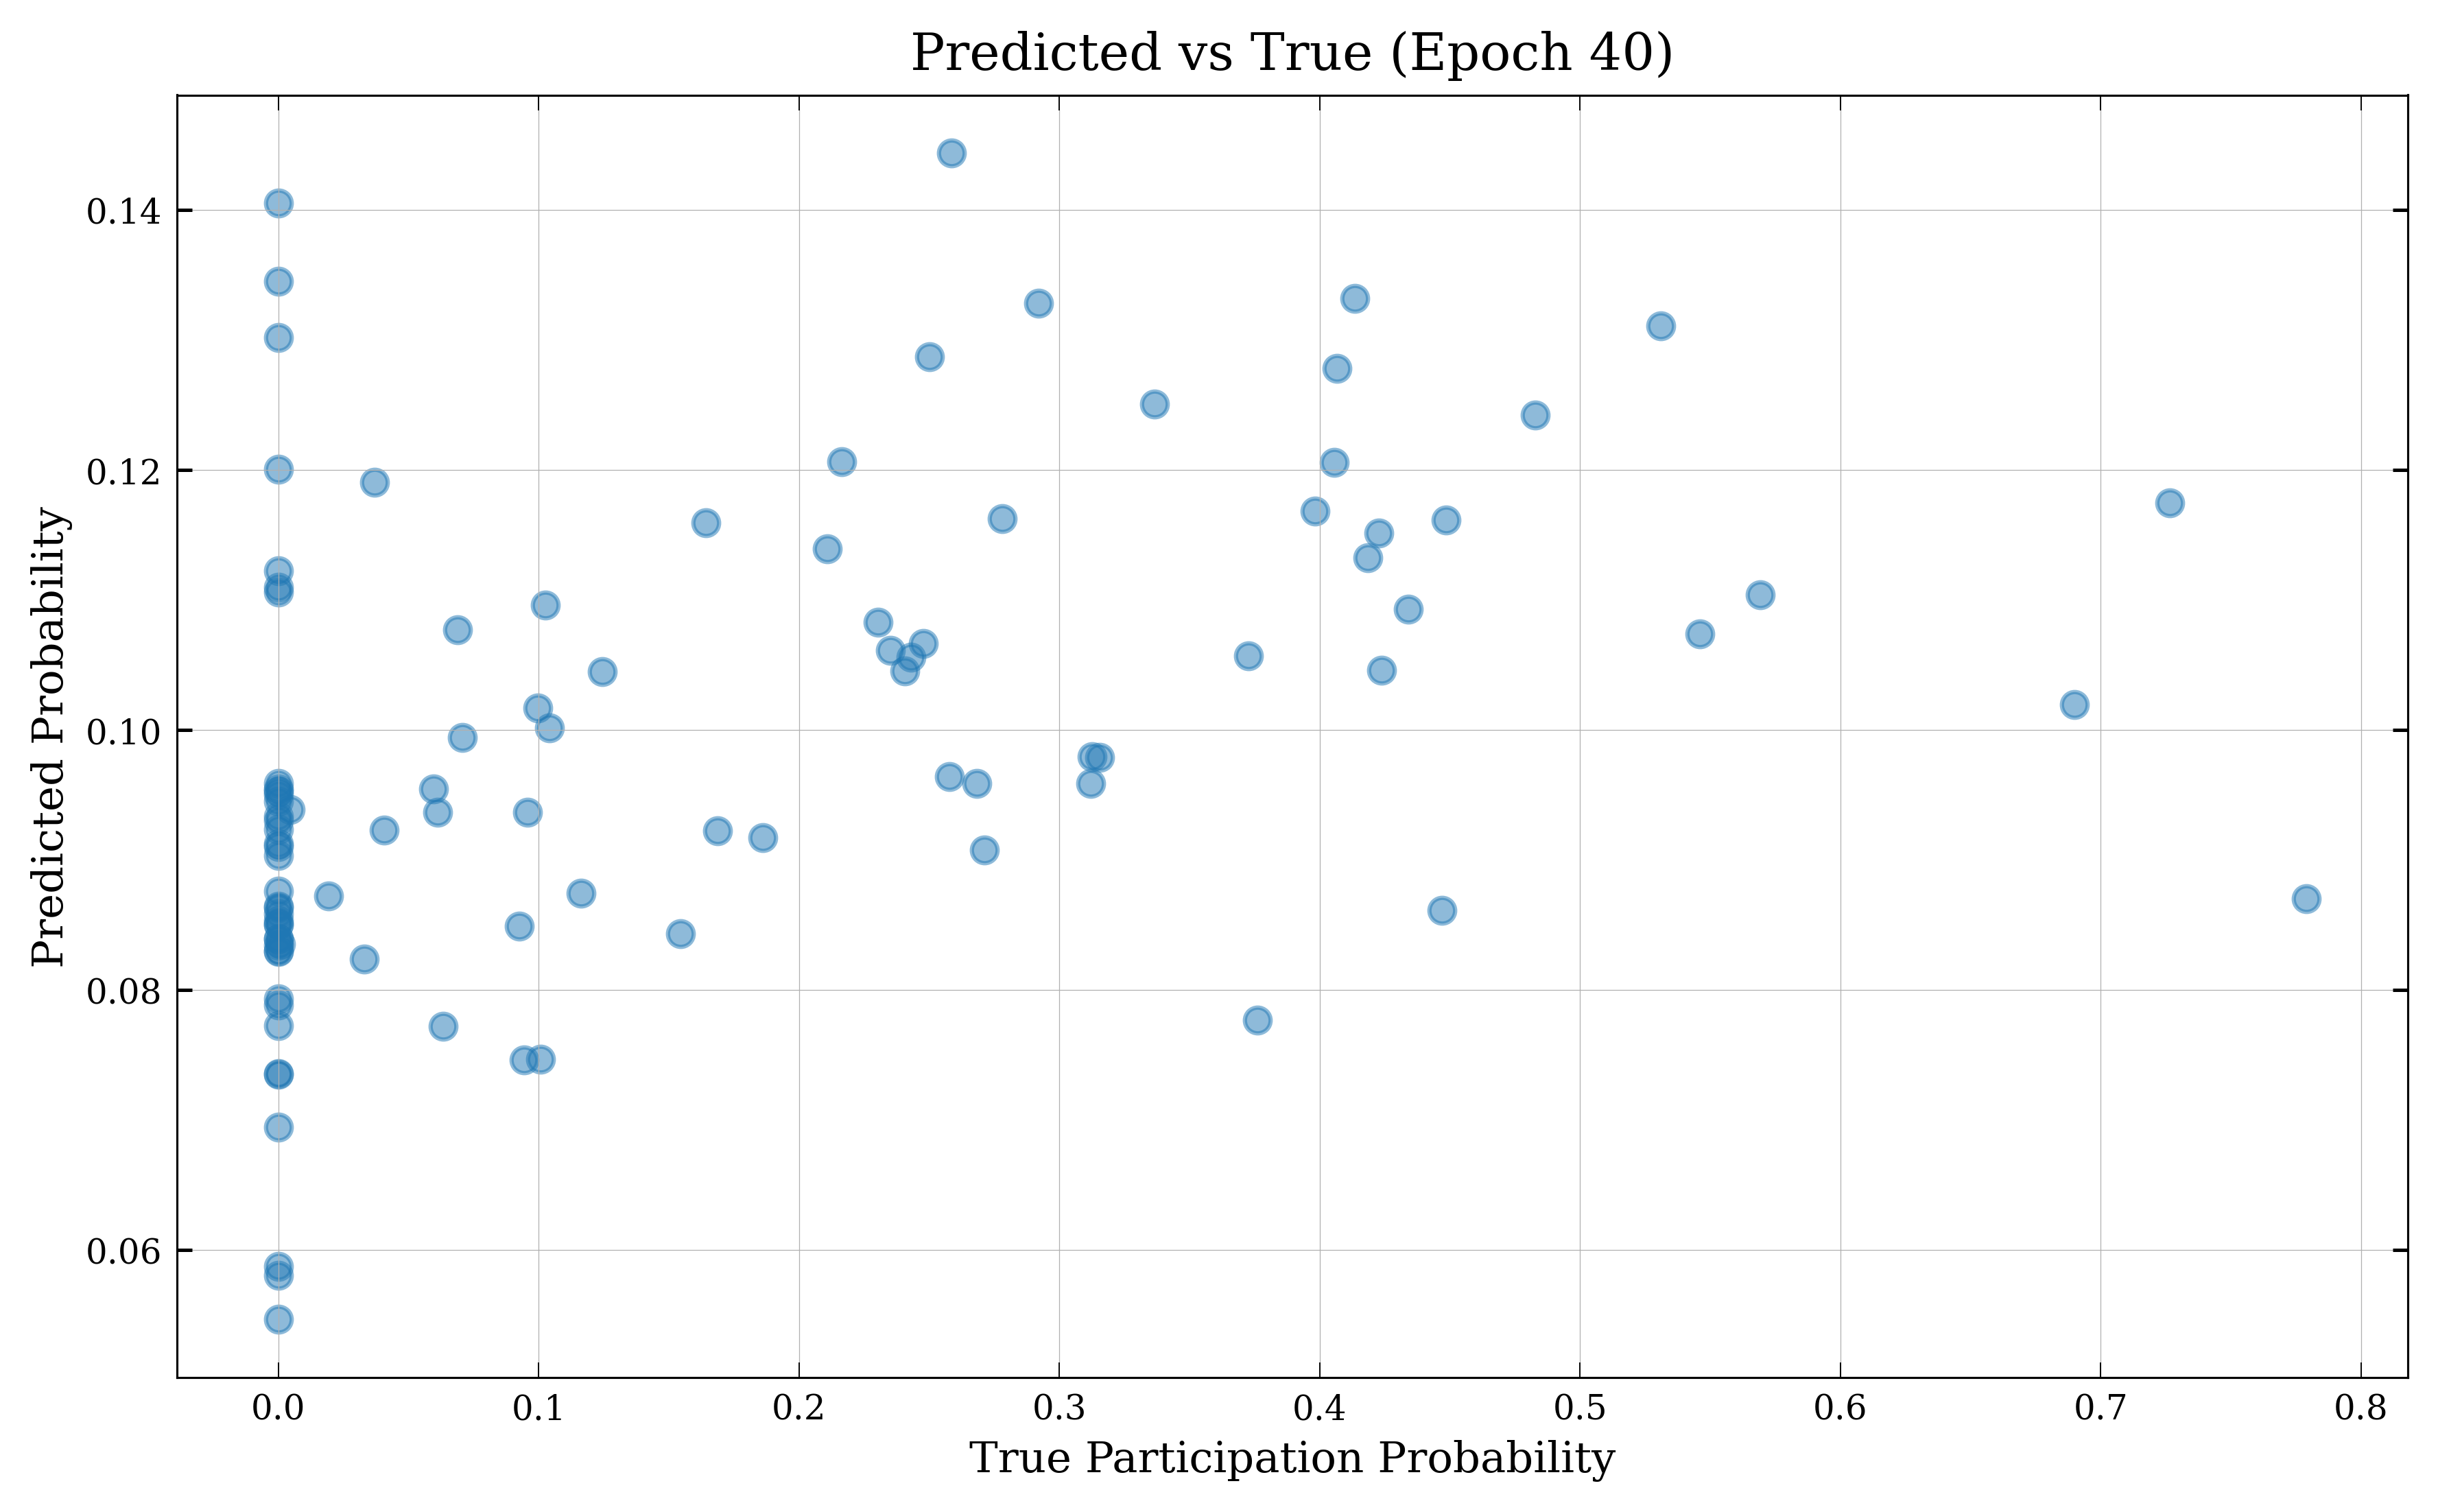 Predicted vs True (Epoch 40)
Predicted Probability
0.14
0.12
0.10
0.08
0.06
0.0 0.1 0.2 0.3 0.4 0.5 0.6 0.7 0.8
True Participation Probability